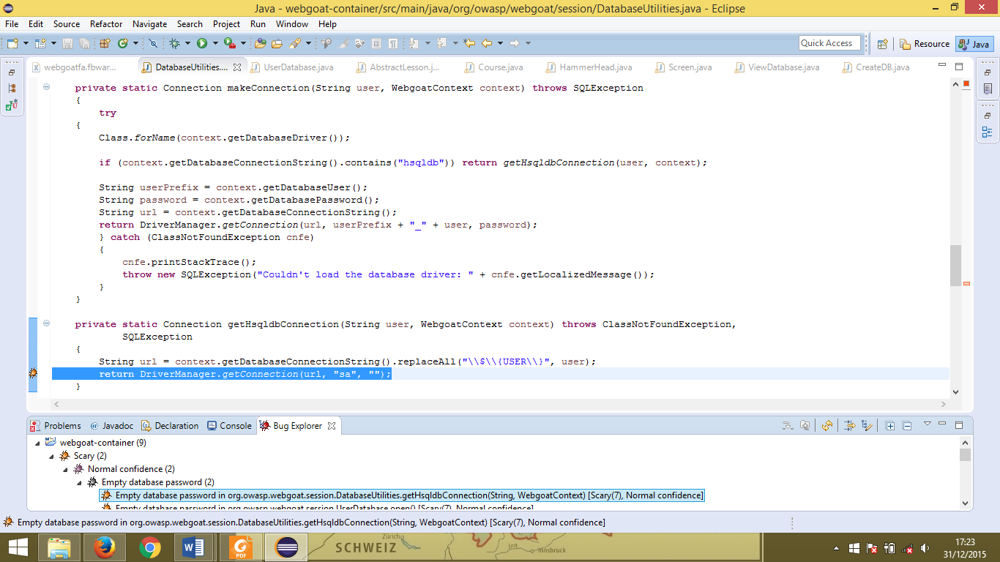 Java - webgoat-container/src/main/java/org/owasp/webgoat/session/DatabaseUtilities.java - Eclipse
File Edit Source Refactor Navigate Search Project Run Window Help
Quick Access Resource Java
webgoatfa.fbwar... DatabaseUtilities.... UserDatabase.java AbstractLesson.j... Course.java HammerHead.java Screen.java ViewDatabase.java CreateDB.java
private static Connection makeConnection(String user, WebgoatContext context) throws SQLException
{
try
{
Class.forName(context.getDatabaseDriver());
if (context.getDatabaseConnectionString().contains("hsqldb")) return getHsqldbConnection(user, context);
String userPrefix = context.getDatabaseUser();
String password = context.getDatabasePassword();
String url = context.getDatabaseConnectionString();
return DriverManager.getConnection(url, userPrefix + "_" + user, password);
} catch (ClassNotFoundException cnfe)
{
cnfe.printStackTrace();
throw new SQLException("Couldn't load the database driver: " + cnfe.getLocalizedMessage());
}
}
private static Connection getHsqldbConnection(String user, WebgoatContext context) throws ClassNotFoundException,
SQLException
{
String url = context.getDatabaseConnectionString().replaceAll("\\$\\{USER\\}", user);
return DriverManager.getConnection(url, "sa", "");
}
Problems @ Javadoc Declaration Console Bug Explorer
webgoat-container (9)
Scary (2)
Normal confidence (2)
Empty database password (2)
Empty database password in org.owasp.webgoat.session.DatabaseUtilities.getHsqldbConnection(String, WebgoatContext) [Scary(7), Normal confidence]
Empty database password in org.owasp.webgoat.session.UserDatabase.open() [Scary(7), Normal confidence]
Empty database password in org.owasp.webgoat.session.DatabaseUtilities.getHsqldbConnection(String, WebgoatContext) [Scary(7), Normal confidence]
Zürich
SCHWEIZ
Inn
Innsbruck
PDF
17:23
31/12/2015